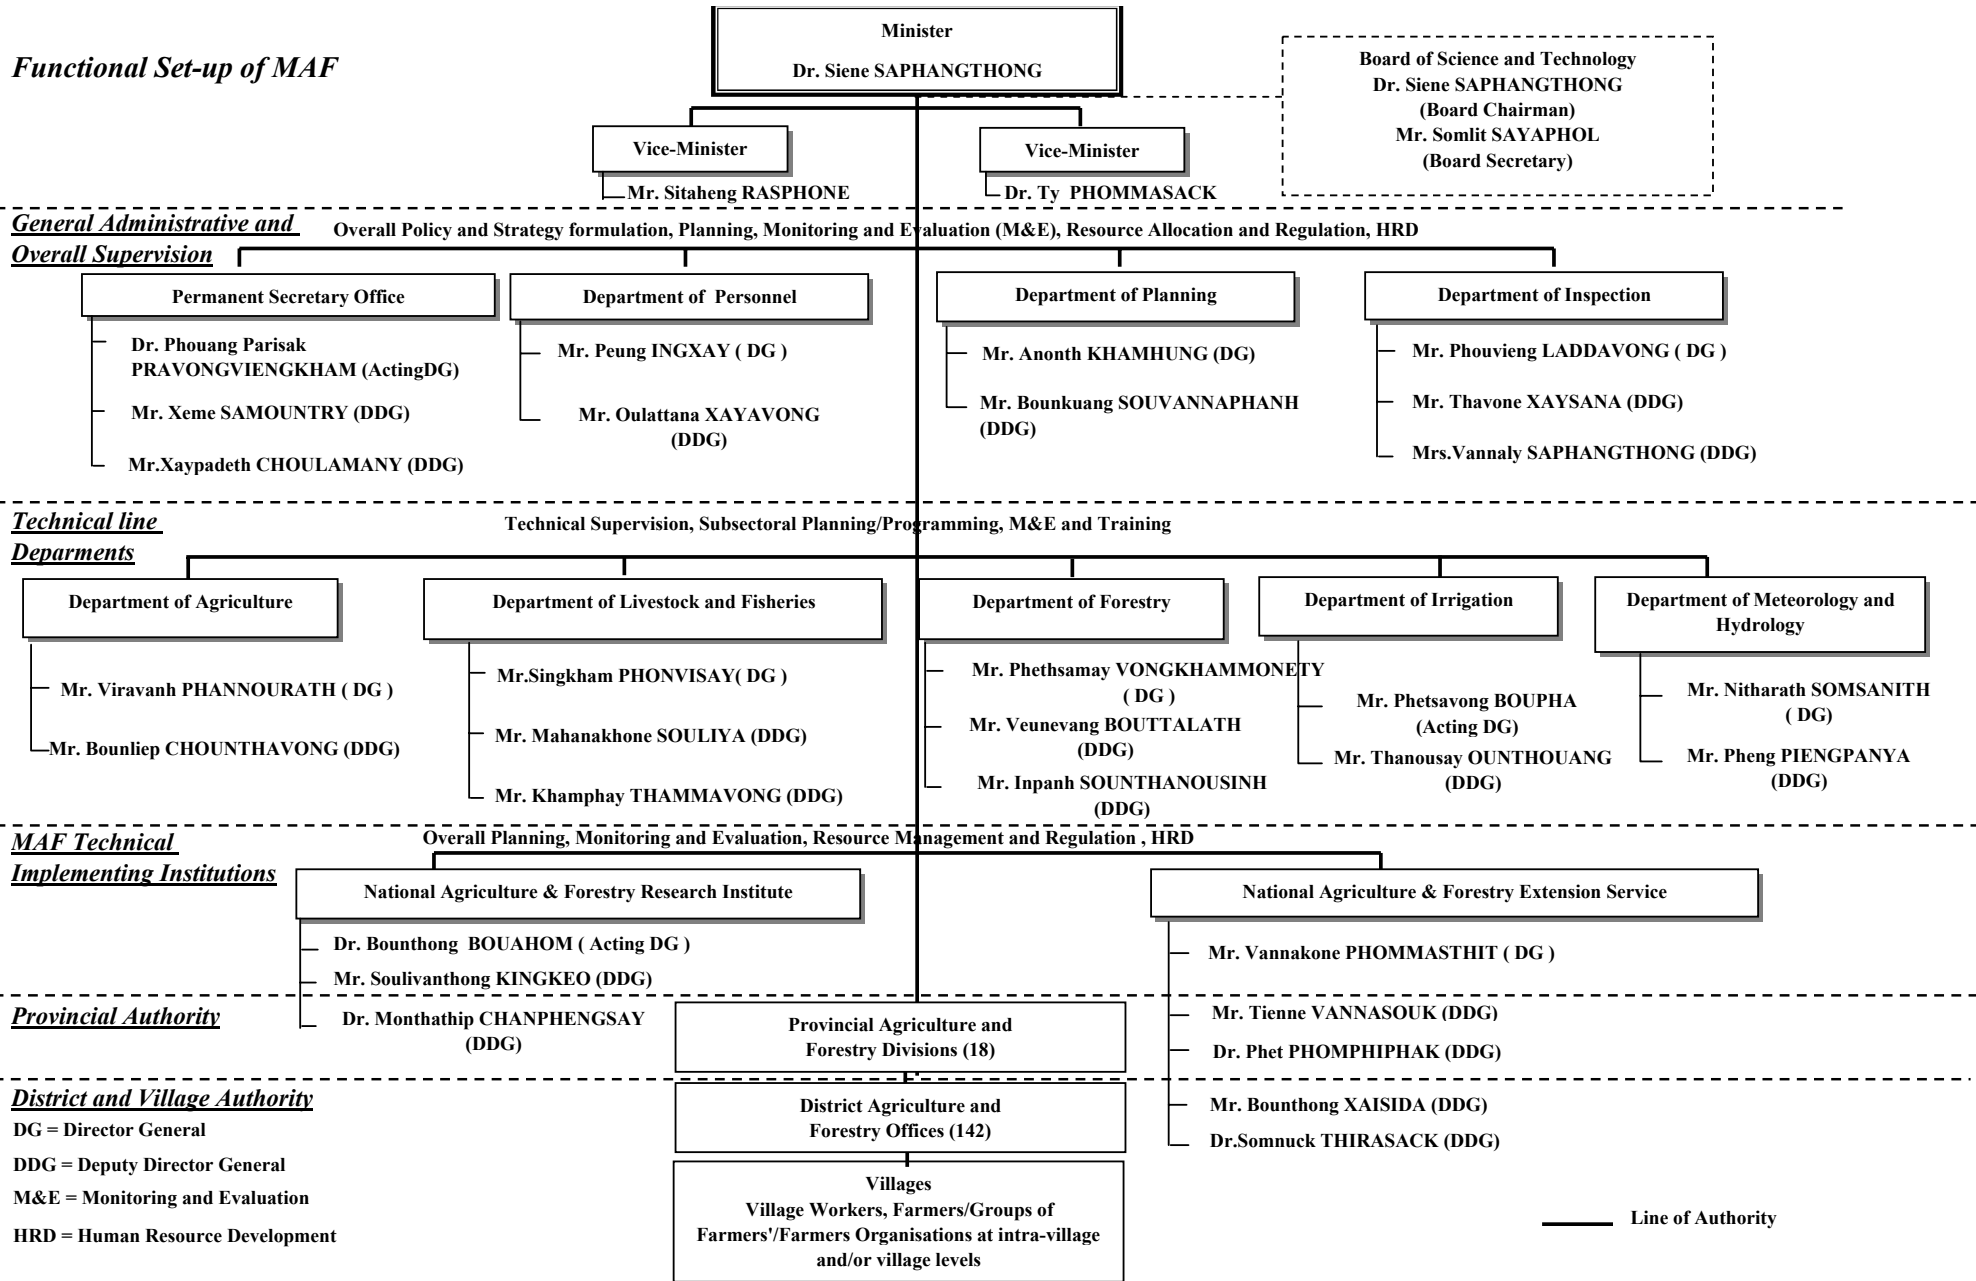 Functional Set-up of MAF
Minister
Dr. Siene SAPHANGTHONG
Board of Science and Technology
Dr. Siene SAPHANGTHONG
(Board Chairman)
Mr. Somlit SAYAPHOL
(Board Secretary)
Vice-Minister
Mr. Sitaheng RASPHONE
Vice-Minister
Dr. Ty PHOMMASACK
General Administrative and
Overall Supervision
Overall Policy and Strategy formulation, Planning, Monitoring and Evaluation (M&E), Resource Allocation and Regulation, HRD
Permanent Secretary Office
Dr. Phouang Parisak
PRAVONGVIENGKHAM (ActingDG)
Mr. Xeme SAMOUNTRY (DDG)
Mr.Xaypadeth CHOULAMANY (DDG)
Department of Personnel
Mr. Peung INGXAY ( DG )
Mr. Oulattana XAYAVONG
(DDG)
Department of Planning
Mr. Anonth KHAMHUNG (DG)
Mr. Bounkuang SOUVANNAPHANH
(DDG)
Department of Inspection
Mr. Phouvieng LADDAVONG ( DG )
Mr. Thavone XAYSANA (DDG)
Mrs.Vannaly SAPHANGTHONG (DDG)
Technical line
Deparments
Technical Supervision, Subsectoral Planning/Programming, M&E and Training
Department of Agriculture
Mr. Viravanh PHANNOURATH ( DG )
Mr. Bounliep CHOUNTHAVONG (DDG)
Department of Livestock and Fisheries
Mr.Singkham PHONVISAY( DG )
Mr. Mahanakhone SOULIYA (DDG)
Mr. Khamphay THAMMAVONG (DDG)
Department of Forestry
Mr. Phethsamay VONGKHAMMONETY
( DG )
Mr. Veunevang BOUTTALATH
(DDG)
Mr. Inpanh SOUNTHANOUSINH
(DDG)
Department of Irrigation
Mr. Phetsavong BOUPHA
(Acting DG)
Mr. Thanousay OUNTHOUANG
(DDG)
Department of Meteorology and
Hydrology
Mr. Nitharath SOMSANITH
( DG)
Mr. Pheng PIENGPANYA
(DDG)
MAF Technical
Implementing Institutions
Overall Planning, Monitoring and Evaluation, Resource Management and Regulation , HRD
National Agriculture & Forestry Research Institute
Dr. Bounthong BOUAHOM ( Acting DG )
Mr. Soulivanthong KINGKEO (DDG)
Dr. Monthathip CHANPHENGSAY
(DDG)
National Agriculture & Forestry Extension Service
Mr. Vannakone PHOMMASTHIT ( DG )
Mr. Tienne VANNASOUK (DDG)
Dr. Phet PHOMPHIPHAK (DDG)
Mr. Bounthong XAISIDA (DDG)
Dr.Somnuck THIRASACK (DDG)
Provincial Authority
Provincial Agriculture and
Forestry Divisions (18)
District and Village Authority
District Agriculture and
Forestry Offices (142)
Villages
Village Workers, Farmers/Groups of
Farmers'/Farmers Organisations at intra-village
and/or village levels
DG = Director General
DDG = Deputy Director General
M&E = Monitoring and Evaluation
HRD = Human Resource Development
Line of Authority